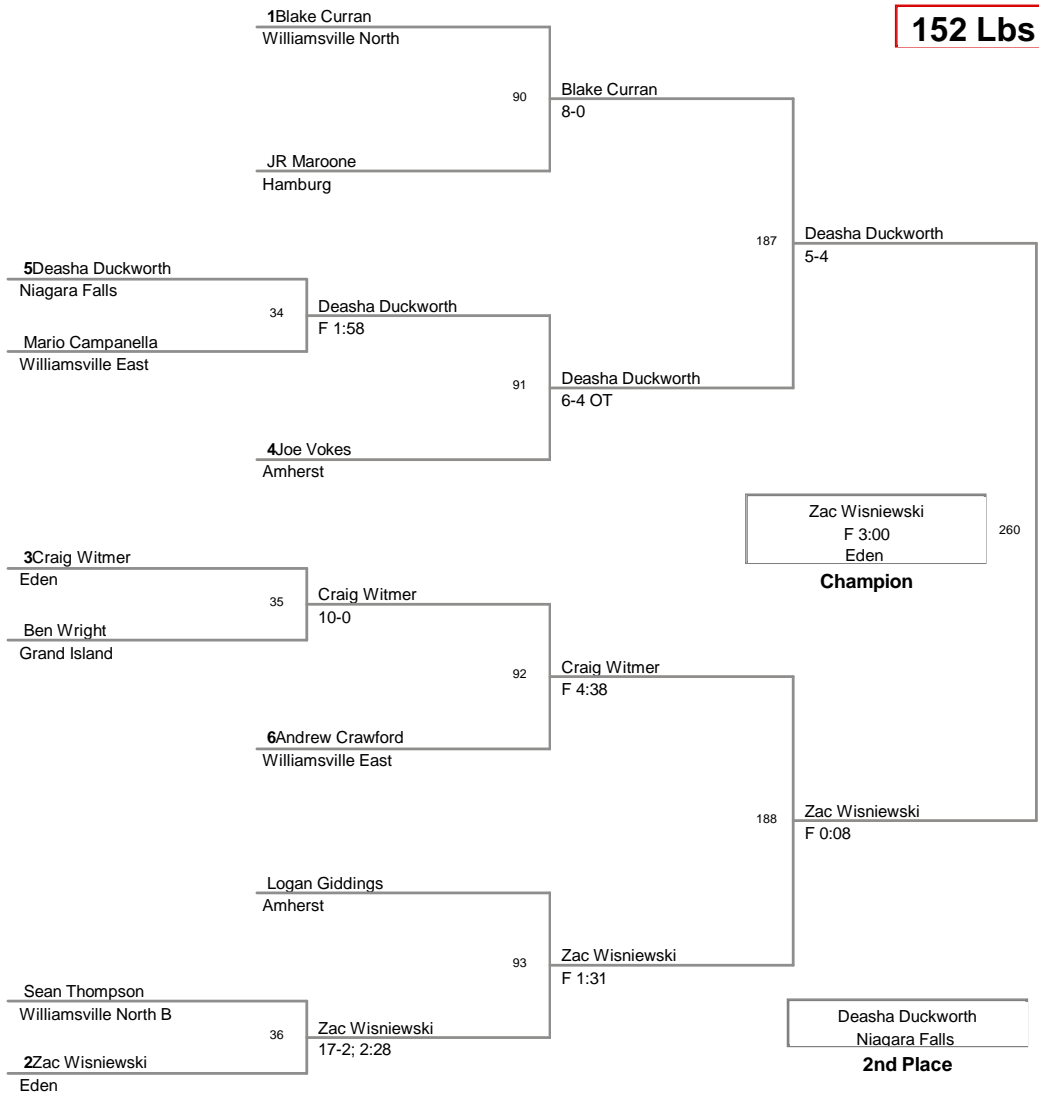 152 Lbs
1Blake Curran
Williamsville North
90
Blake Curran
8-0
JR Maroone
Hamburg
187
Deasha Duckworth
5-4
5Deasha Duckworth
Niagara Falls
34
Deasha Duckworth
F 1:58
Mario Campanella
Williamsville East
91
Deasha Duckworth
6-4 OT
4Joe Vokes
Amherst
Zac Wisniewski
F 3:00
Eden
260
Champion
3Craig Witmer
Eden
35
Craig Witmer
10-0
Ben Wright
Grand Island
92
Craig Witmer
F 4:38
6Andrew Crawford
Williamsville East
188
Zac Wisniewski
F 0:08
Logan Giddings
Amherst
93
Zac Wisniewski
F 1:31
Sean Thompson
Williamsville North B
36
Zac Wisniewski
17-2; 2:28
2Zac Wisniewski
Eden
Deasha Duckworth
Niagara Falls
2nd Place